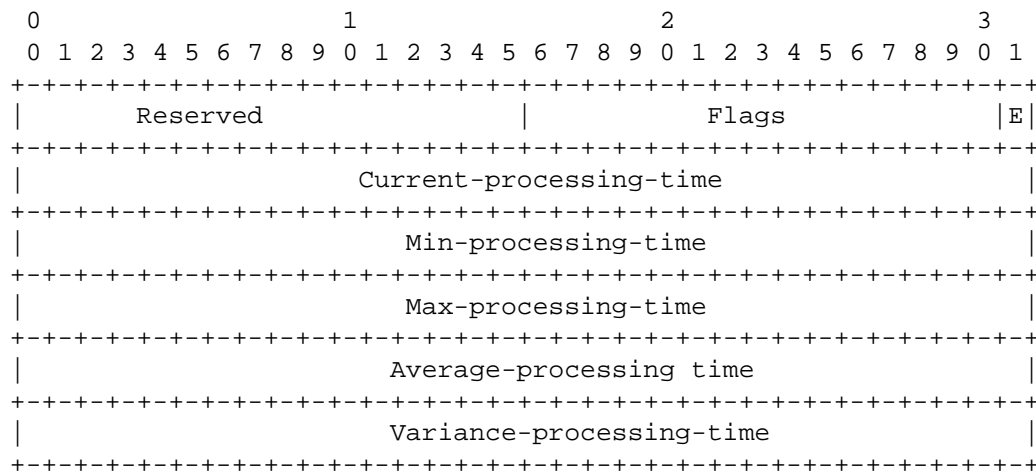 0                   1                   2                   3
 0 1 2 3 4 5 6 7 8 9 0 1 2 3 4 5 6 7 8 9 0 1 2 3 4 5 6 7 8 9 0 1
+-+-+-+-+-+-+-+-+-+-+-+-+-+-+-+-+-+-+-+-+-+-+-+-+-+-+-+-+-+-+-+-+
|       Reserved                |           Flags             |E|
+-+-+-+-+-+-+-+-+-+-+-+-+-+-+-+-+-+-+-+-+-+-+-+-+-+-+-+-+-+-+-+-+
|                     Current-processing-time                   |
+-+-+-+-+-+-+-+-+-+-+-+-+-+-+-+-+-+-+-+-+-+-+-+-+-+-+-+-+-+-+-+-+
|                        Min-processing-time                    |
+-+-+-+-+-+-+-+-+-+-+-+-+-+-+-+-+-+-+-+-+-+-+-+-+-+-+-+-+-+-+-+-+
|                        Max-processing-time                    |
+-+-+-+-+-+-+-+-+-+-+-+-+-+-+-+-+-+-+-+-+-+-+-+-+-+-+-+-+-+-+-+-+
|                       Average-processing time                 |
+-+-+-+-+-+-+-+-+-+-+-+-+-+-+-+-+-+-+-+-+-+-+-+-+-+-+-+-+-+-+-+-+
|                       Variance-processing-time                |
+-+-+-+-+-+-+-+-+-+-+-+-+-+-+-+-+-+-+-+-+-+-+-+-+-+-+-+-+-+-+-+-+